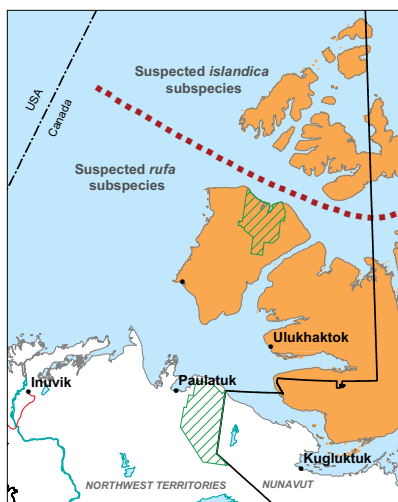 Suspected islandica
subspecies
USA
Canada
Suspected rufa
subspecies
Ulukhaktok
Inuvik
Paulatuk
Kugluktuk
NORTHWEST TERRITORIES
NUNAVUT